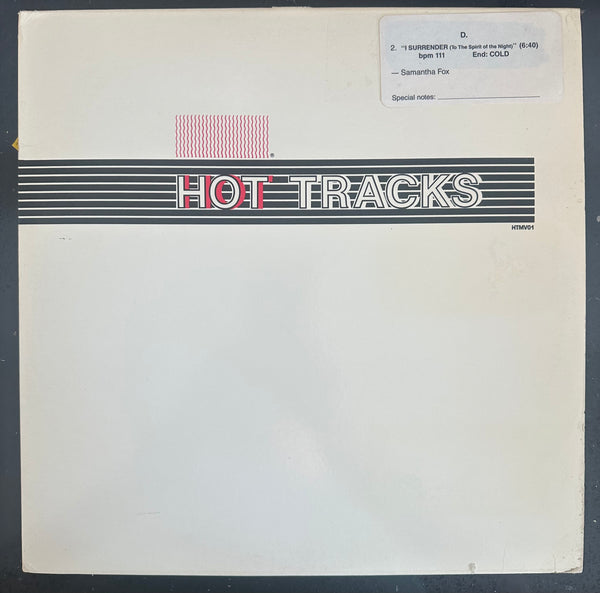 D.
2. "I SURRENDER (To The Spirit of the Night)" (6:40)
bpm 111 End: COLD
— Samantha Fox
Special notes:
®
HOT TRACKS
HTMV01